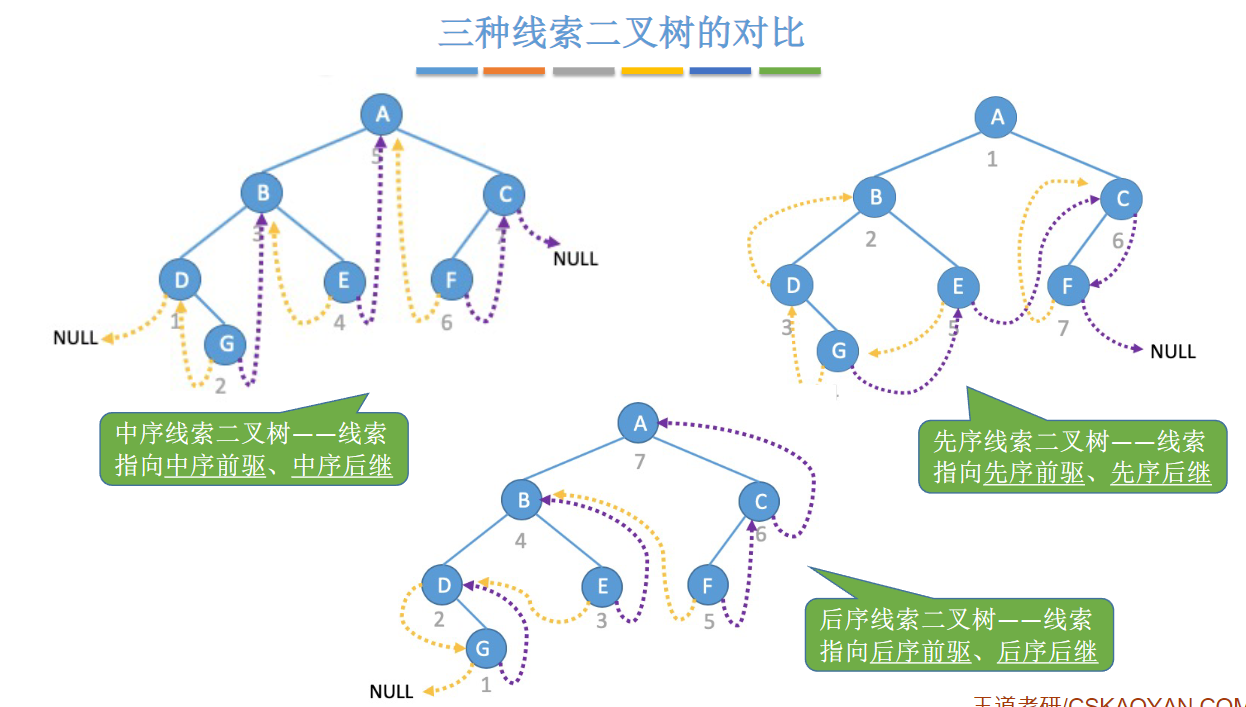 三种线索二叉树的对比
A
5
B
3
C
7
NULL
D
1
E
4
F
6
NULL
G
2
中序线索二叉树——线索
指向中序前驱、中序后继
A
1
B
2
C
6
D
3
E
5
F
7
G
NULL
先序线索二叉树——线索
指向先序前驱、先序后继
A
7
B
4
C
6
D
2
E
3
F
5
G
1
NULL
后序线索二叉树——线索
指向后序前驱、后序后继
王道考研/CSKAOYAN.COM